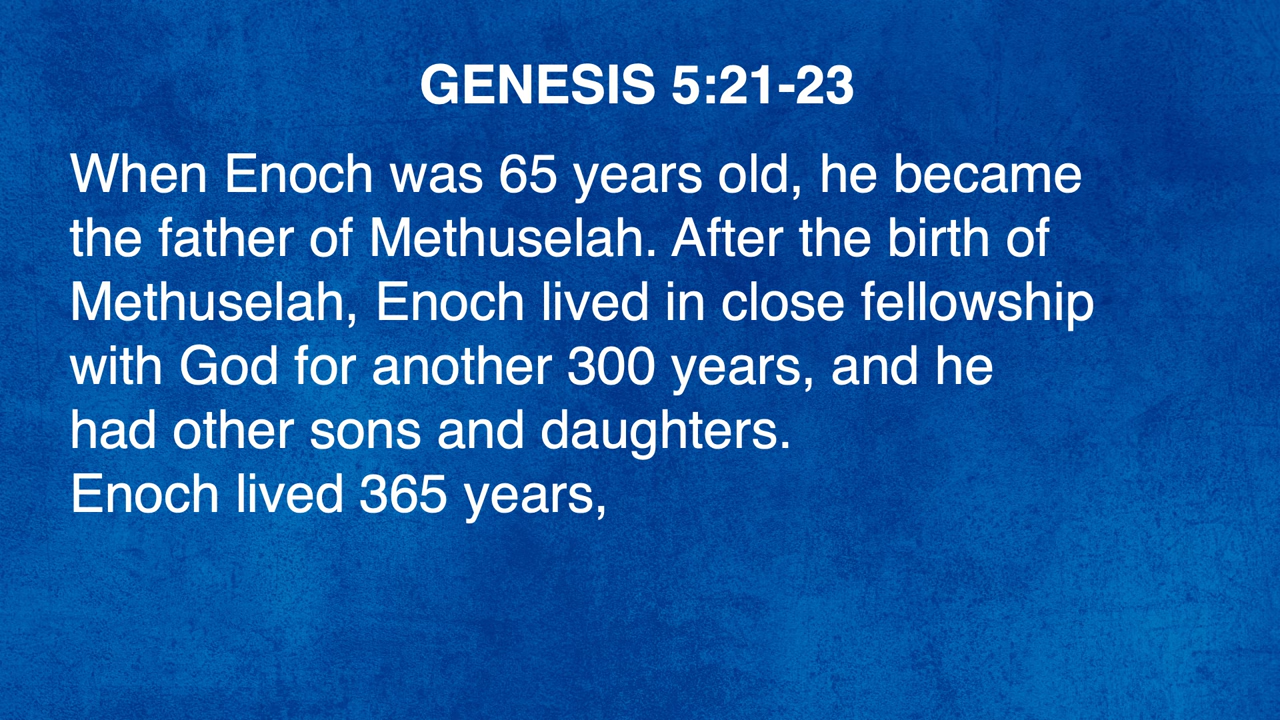 GENESIS 5:21-23
When Enoch was 65 years old, he became
the father of Methuselah. After the birth of
Methuselah, Enoch lived in close fellowship
with God for another 300 years, and he
had other sons and daughters.
Enoch lived 365 years,